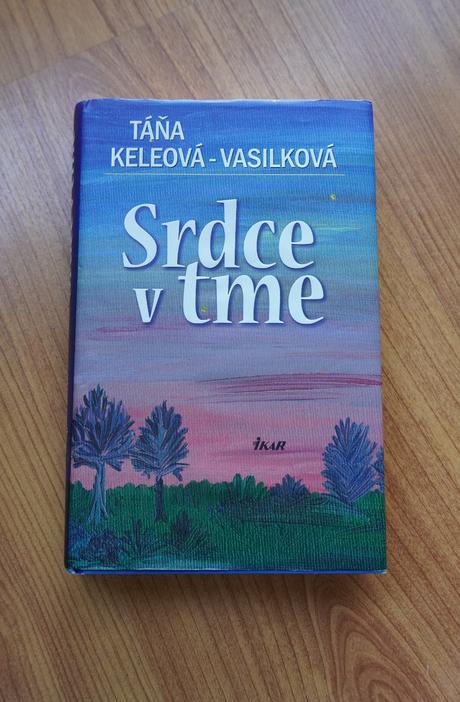 TÁŇA
KELEOVÁ-VASILKOVÁ
Srdce
v tme
iKAR